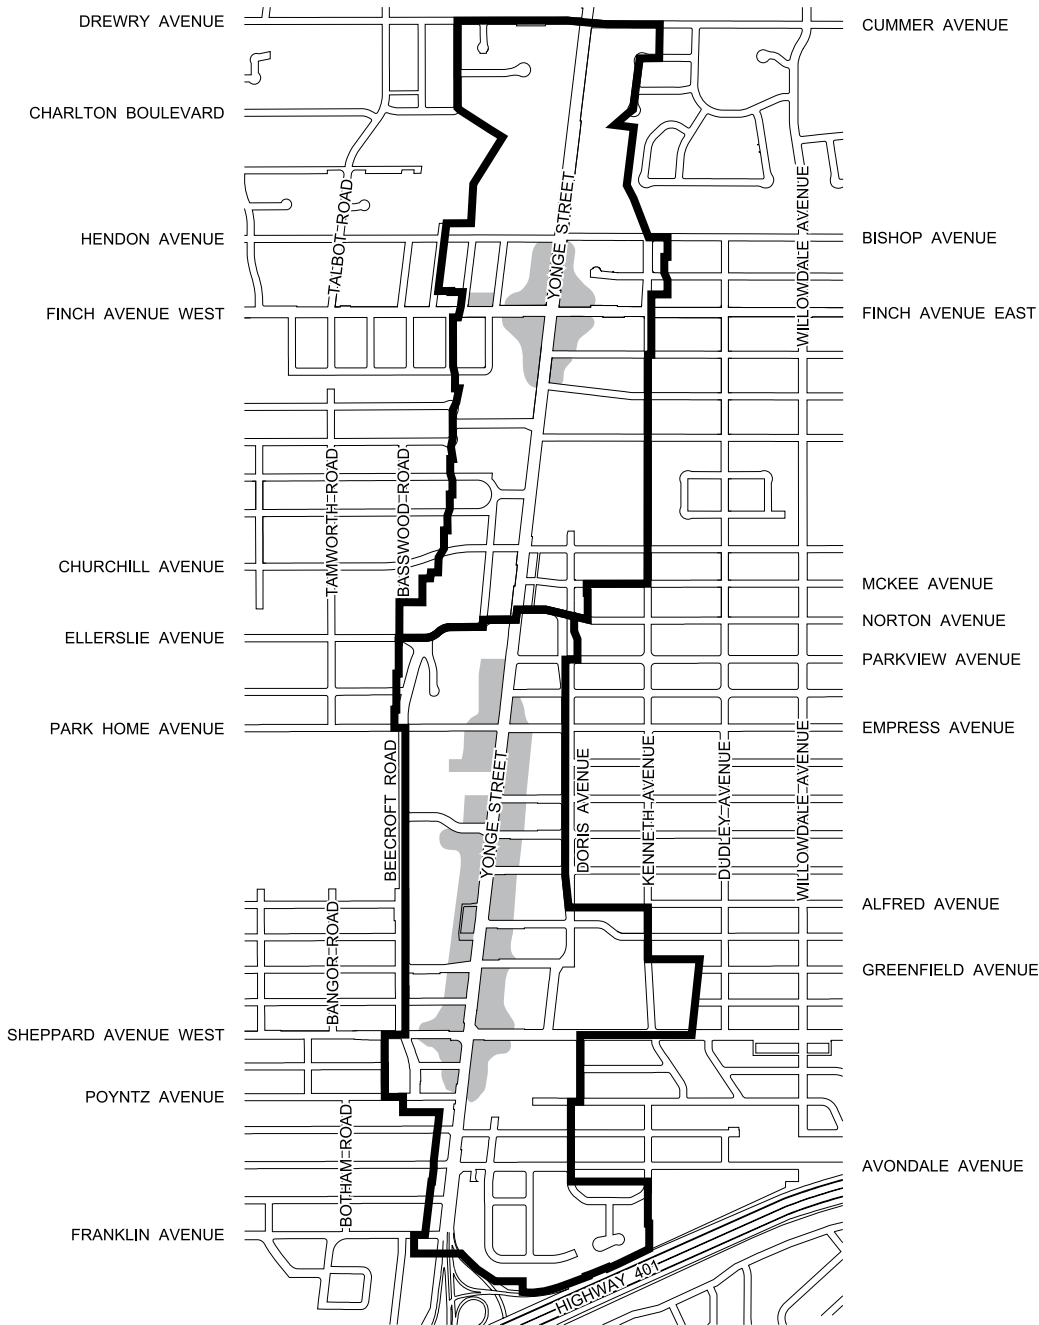 DREWRY AVENUE
CUMMER AVENUE
CHARLTON BOULEVARD
TALBOT ROAD
YONGE STREET
WILLOWDALE AVENUE
HENDON AVENUE
BISHOP AVENUE
FINCH AVENUE WEST
FINCH AVENUE EAST
TAMWORTH ROAD
BASSWOOD ROAD
CHURCHILL AVENUE
MCKEE AVENUE
NORTON AVENUE
ELLERSLIE AVENUE
PARKVIEW AVENUE
PARK HOME AVENUE
EMPRESS AVENUE
BEECROFT ROAD
YONGE STREET
DORIS AVENUE
KENNETH AVENUE
DUDLEY AVENUE
WILLOWDALE AVENUE
ALFRED AVENUE
BANGOR ROAD
GREENFIELD AVENUE
SHEPPARD AVENUE WEST
POYNTZ AVENUE
BOTHAM ROAD
AVONDALE AVENUE
FRANKLIN AVENUE
HIGHWAY 401